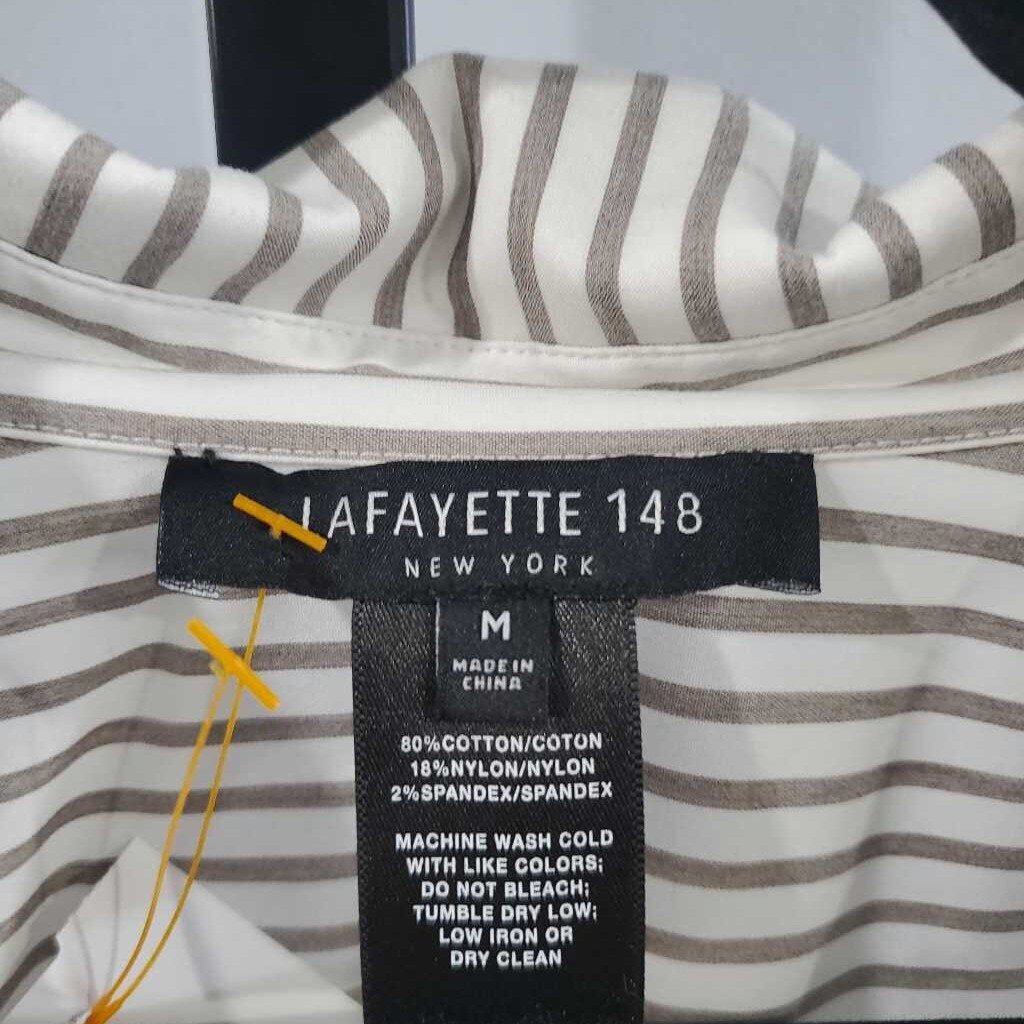 LAFAYETTE 148
NEW YORK
M
MADE IN
CHINA
80%COTTON/COTON
18%NYLON/NYLON
2%SPANDEX/SPANDEX
MACHINE WASH COLD
WITH LIKE COLORS;
DO NOT BLEACH;
TUMBLE DRY LOW;
LOW IRON OR
DRY CLEAN